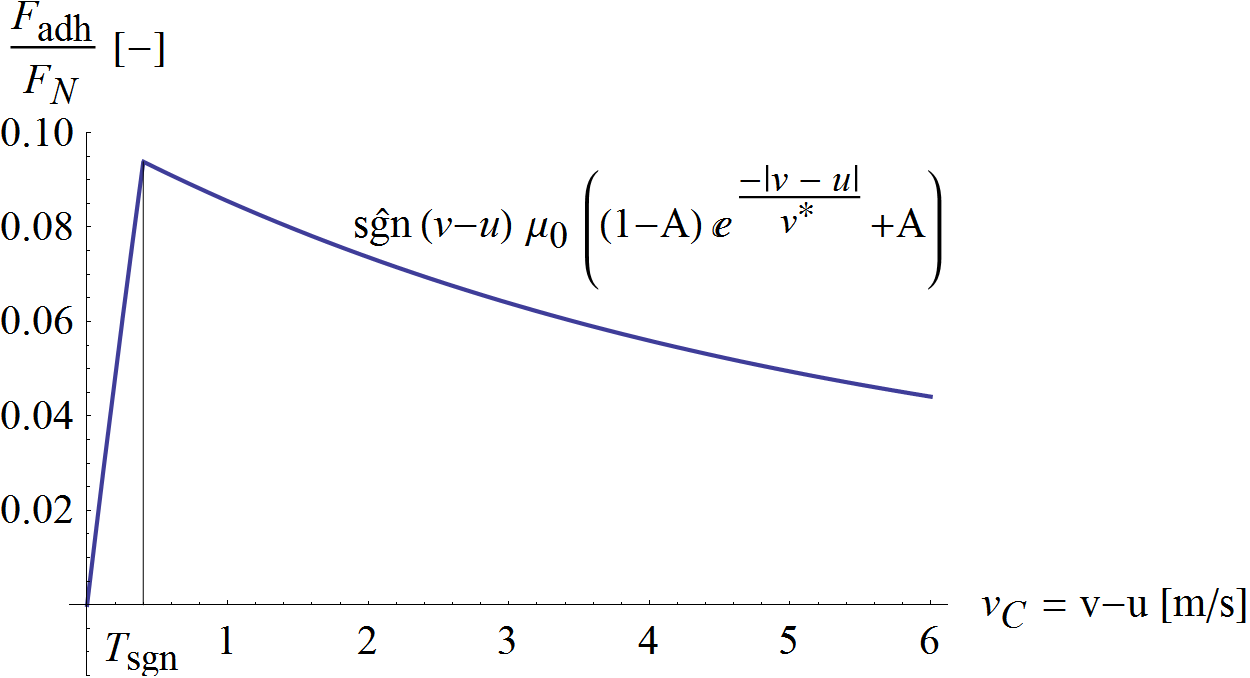 F_adh / F_N [−]
0.10
0.08
0.06
0.04
0.02
sĝn (v−u) μ₀ ((1−A) ⅇ^(−|v − u| / v*) +A)
T_sgn
1 2 3 4 5 6
v_C = v−u [m/s]